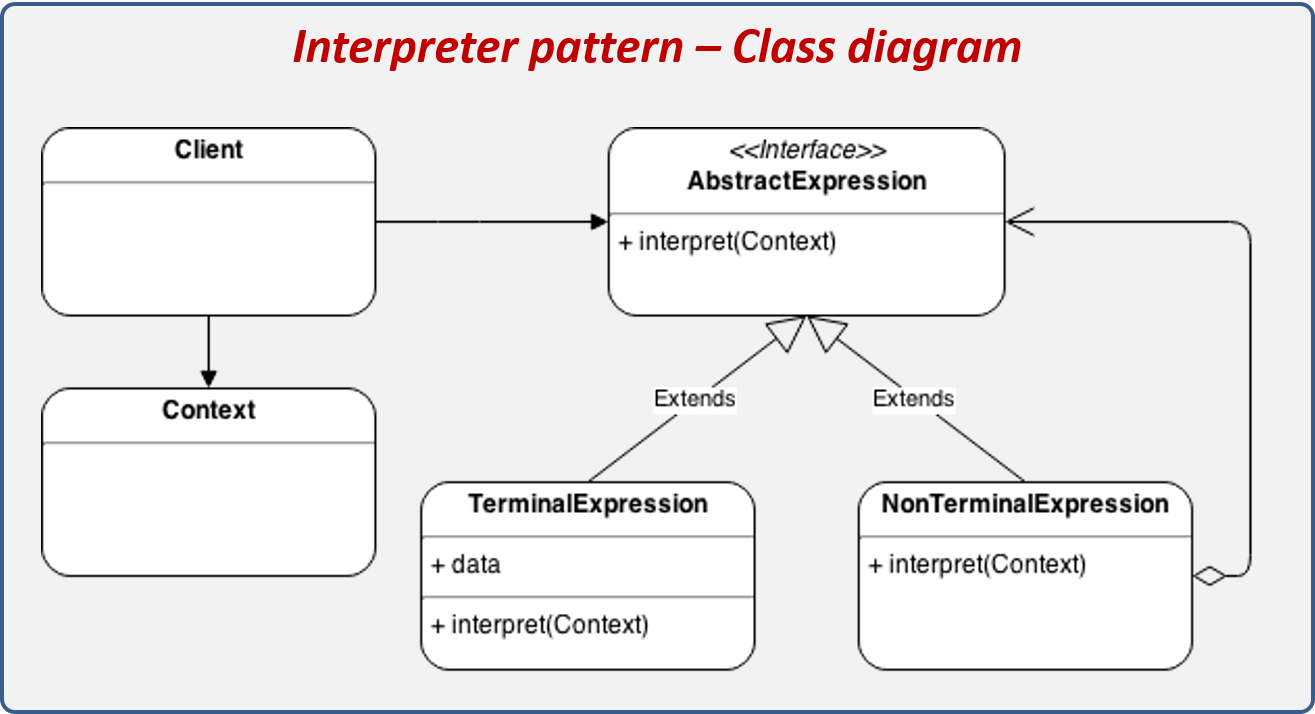 Interpreter pattern – Class diagram
Client
<<Interface>>
AbstractExpression
+ interpret(Context)
Context
Extends
Extends
TerminalExpression
+ data
+ interpret(Context)
NonTerminalExpression
+ interpret(Context)